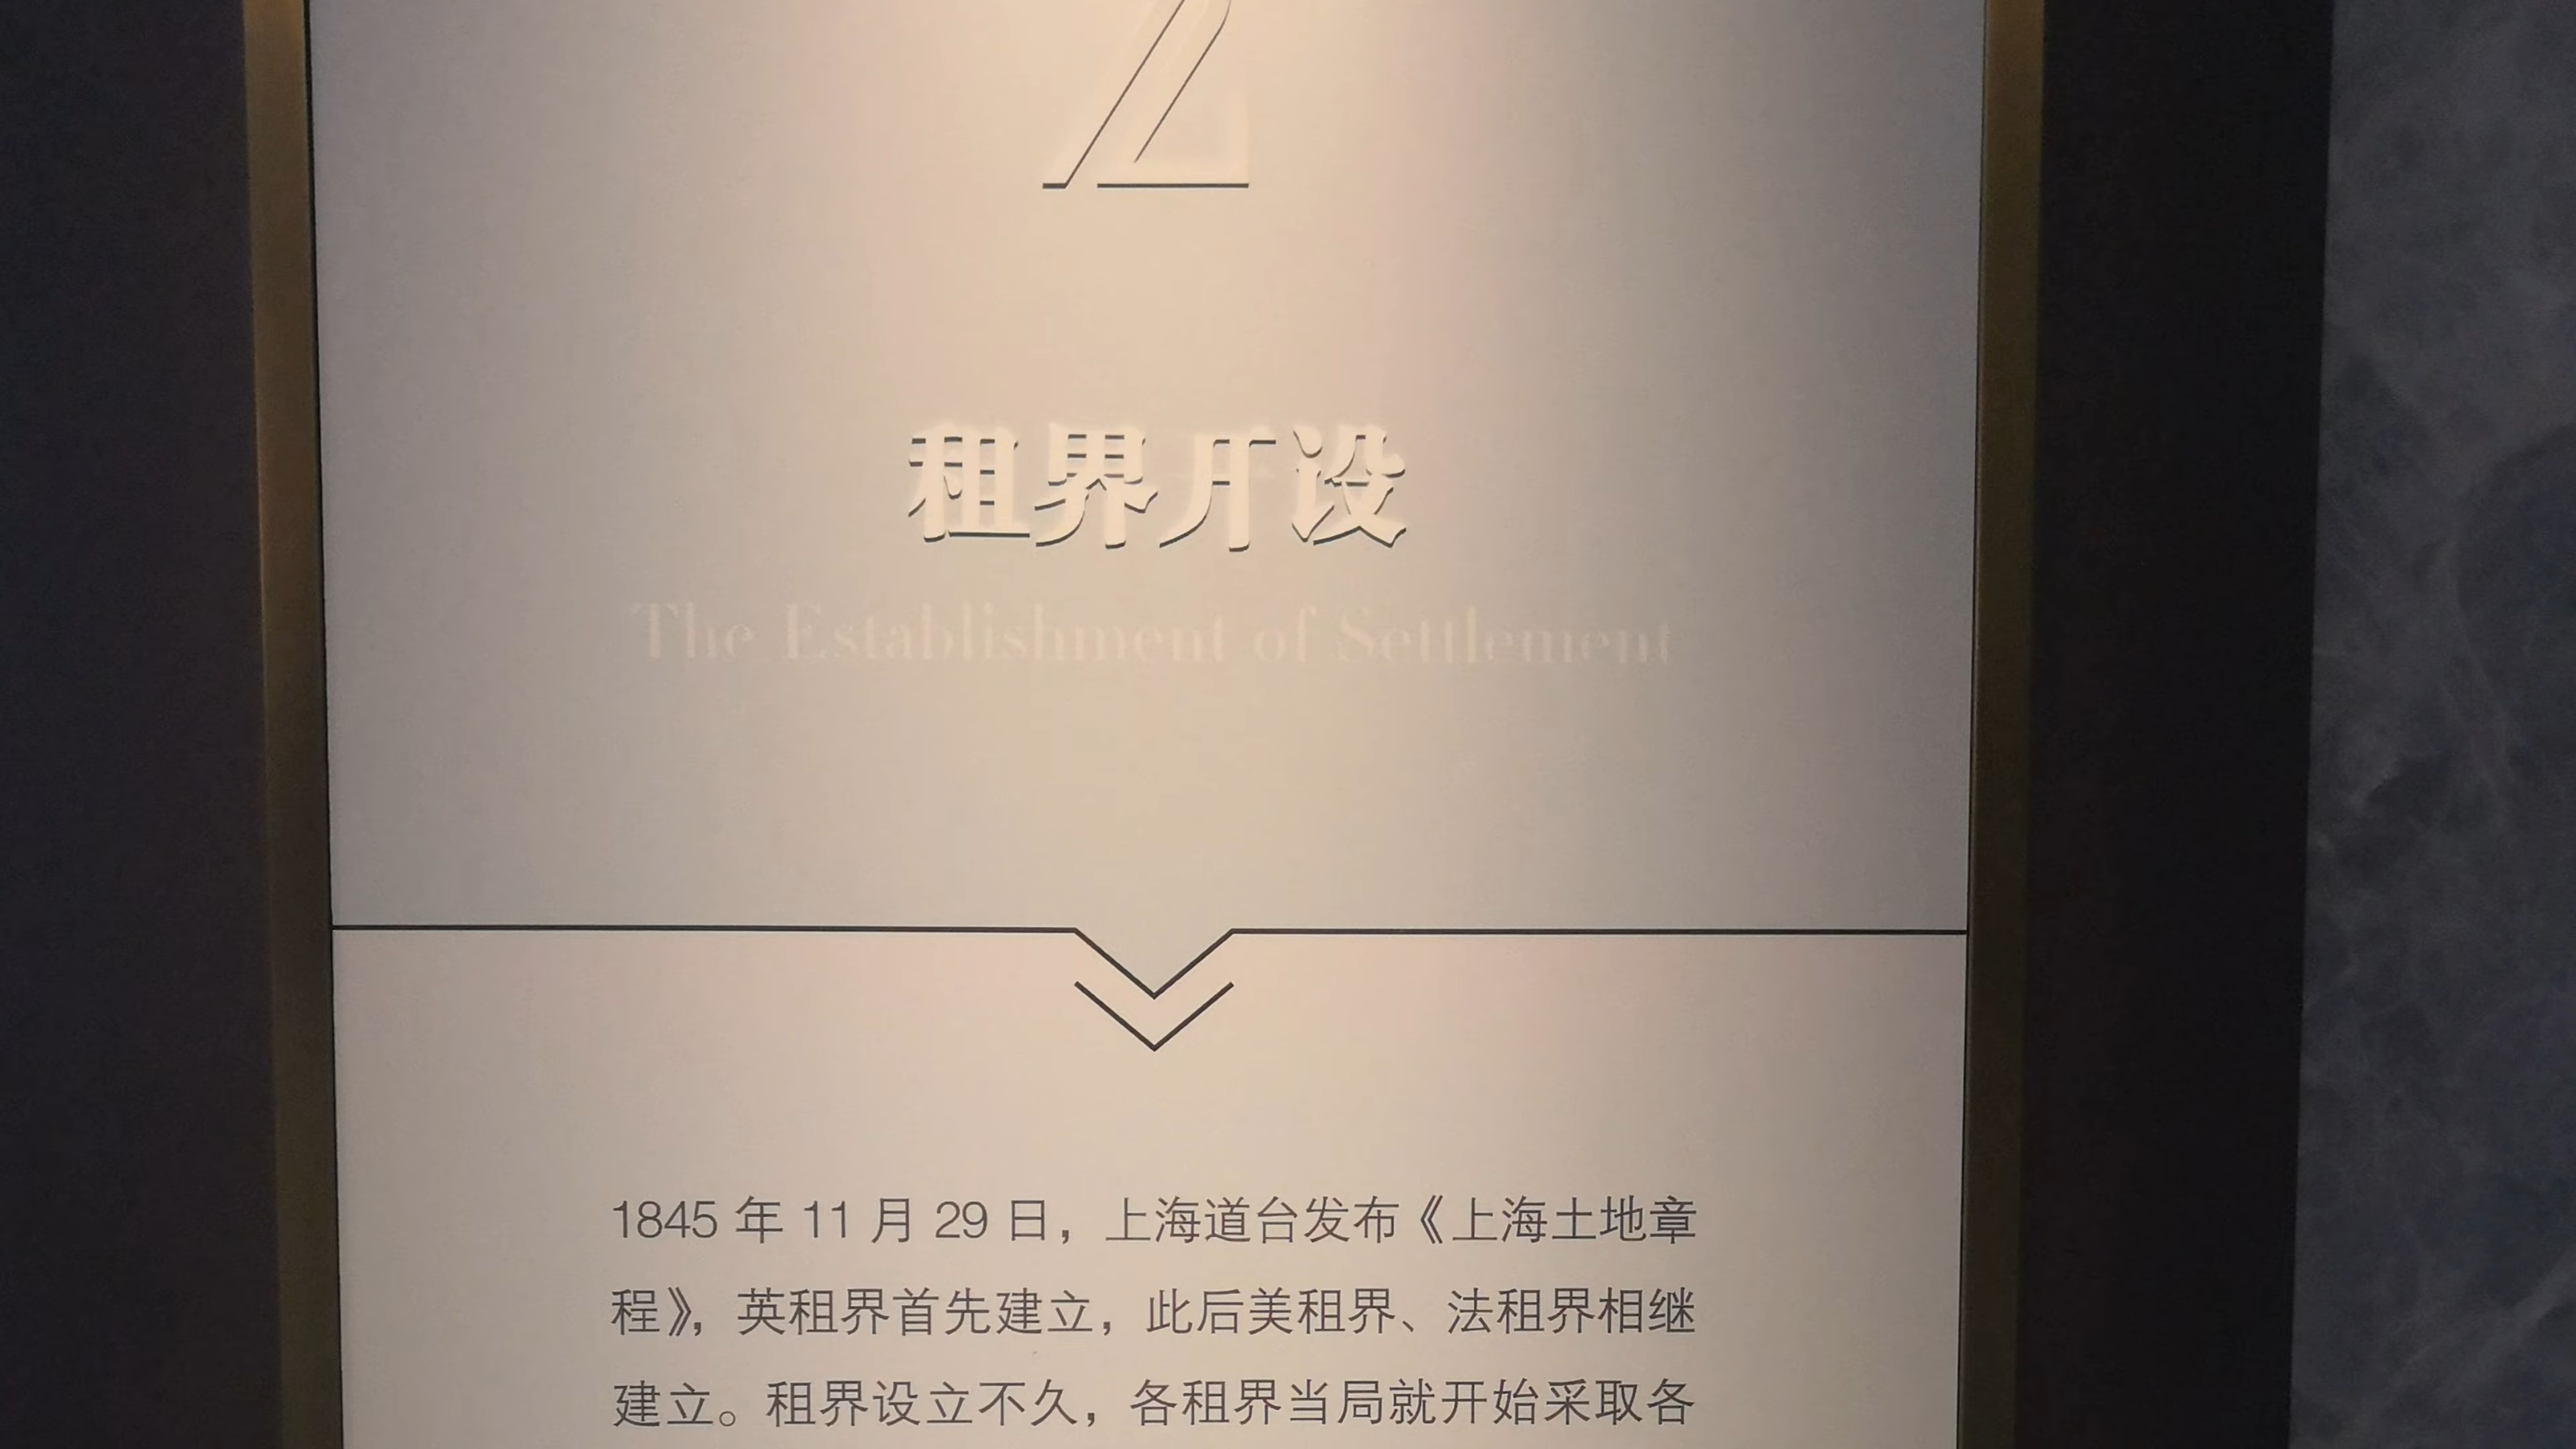 2
租界开设
The Establishment of Settlement
1845 年 11 月 29 日，上海道台发布《上海土地章
程》，英租界首先建立，此后美租界、法租界相继
建立。租界设立不久，各租界当局就开始采取各